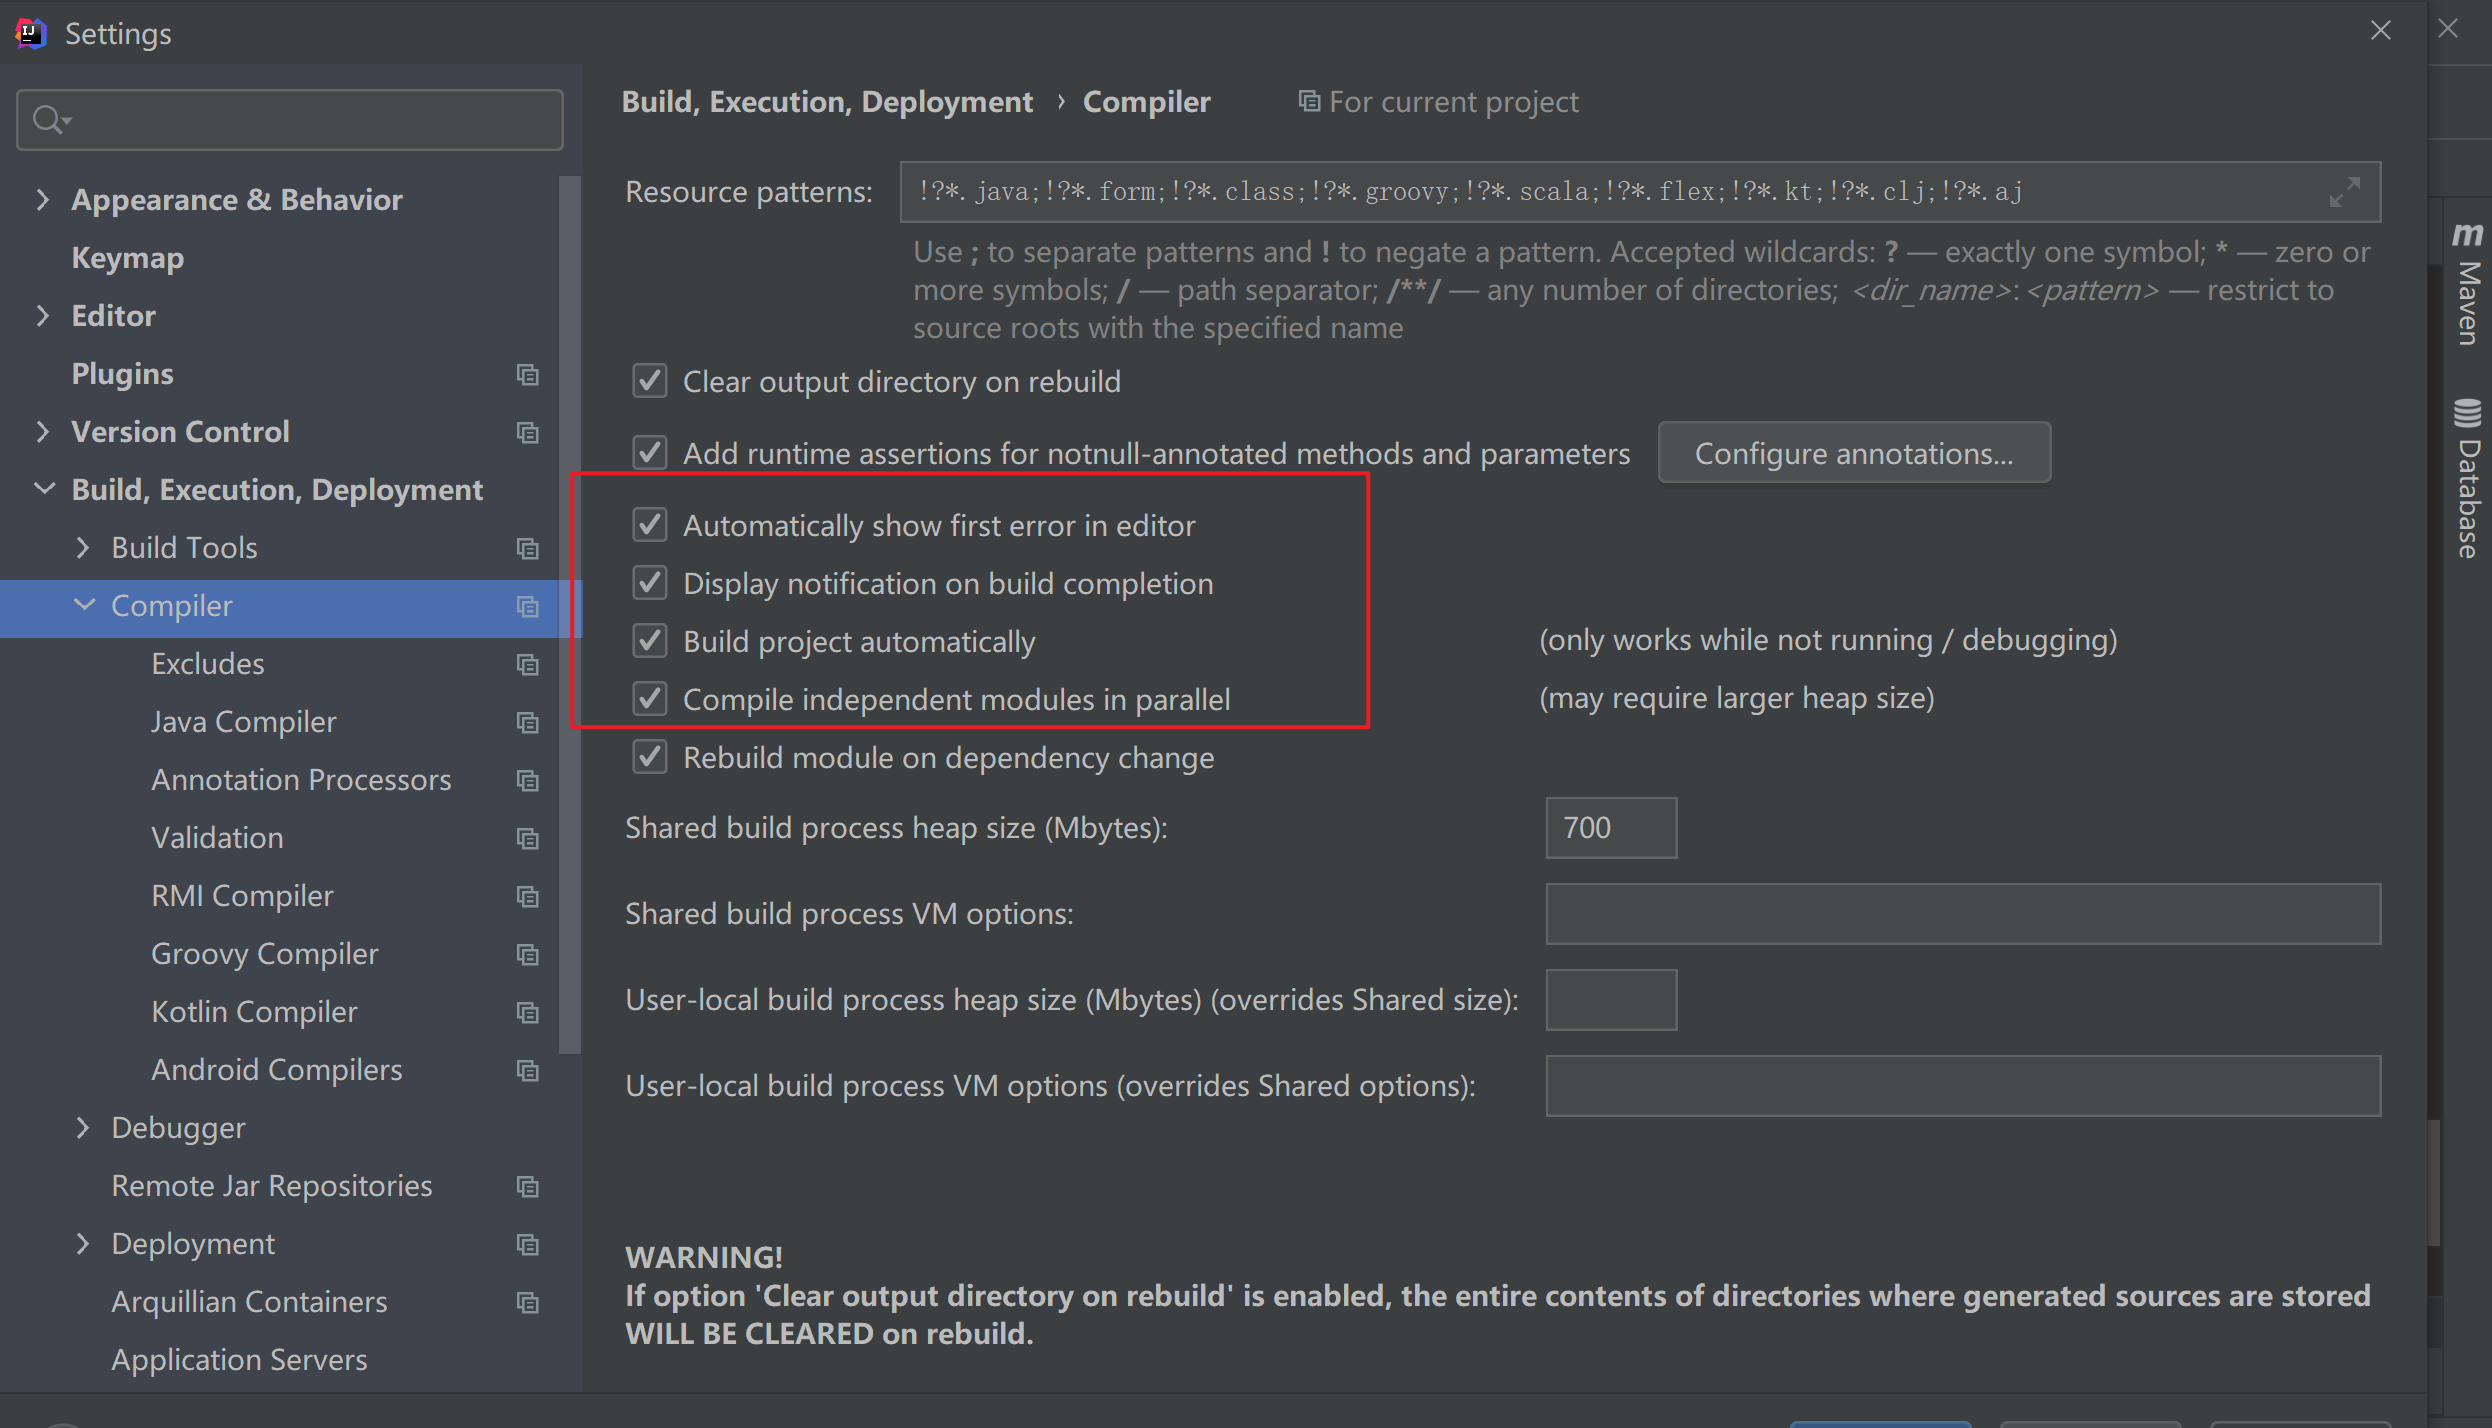 Settings
Appearance & Behavior
Keymap
Editor
Plugins
Version Control
Build, Execution, Deployment
Build Tools
Compiler
Excludes
Java Compiler
Annotation Processors
Validation
RMI Compiler
Groovy Compiler
Kotlin Compiler
Android Compilers
Debugger
Remote Jar Repositories
Deployment
Arquillian Containers
Application Servers
Build, Execution, Deployment › Compiler For current project
Resource patterns: !?*.java;!?*.form;!?*.class;!?*.groovy;!?*.scala;!?*.flex;!?*.kt;!?*.clj;!?*.aj
Use ; to separate patterns and ! to negate a pattern. Accepted wildcards: ? — exactly one symbol; * — zero or
more symbols; / — path separator; /**/ — any number of directories; <dir_name>:<pattern> — restrict to
source roots with the specified name
Clear output directory on rebuild
Add runtime assertions for notnull-annotated methods and parameters Configure annotations...
Automatically show first error in editor
Display notification on build completion
Build project automatically (only works while not running / debugging)
Compile independent modules in parallel (may require larger heap size)
Rebuild module on dependency change
Shared build process heap size (Mbytes): 700
Shared build process VM options:
User-local build process heap size (Mbytes) (overrides Shared size):
User-local build process VM options (overrides Shared options):
WARNING!
If option 'Clear output directory on rebuild' is enabled, the entire contents of directories where generated sources are stored
WILL BE CLEARED on rebuild.
m Maven
Database